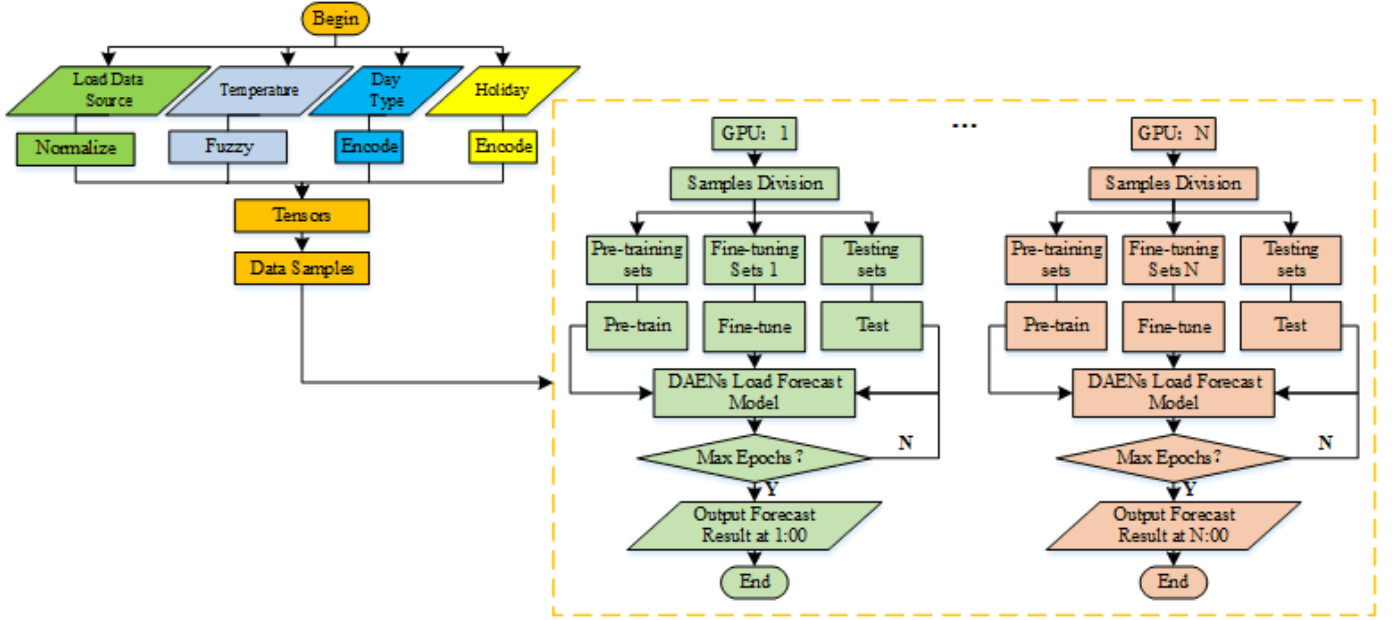 Begin
Load Data
Source
Temperature
Day
Type
Holiday
Normalize
Fuzzy
Encode
Encode
Tensors
Data Samples
...
GPU: 1
Samples Division
Pre-training
sets
Fine-tuning
Sets 1
Testing
sets
Pre-train
Fine-tune
Test
DAENs Load Forecast
Model
Max Epochs?
N
Y
Output Forecast
Result at 1:00
End
GPU: N
Samples Division
Pre-training
sets
Fine-tuning
Sets N
Testing
sets
Pre-train
Fine-tune
Test
DAENs Load Forecast
Model
Max Epochs?
N
Y
Output Forecast
Result at N:00
End